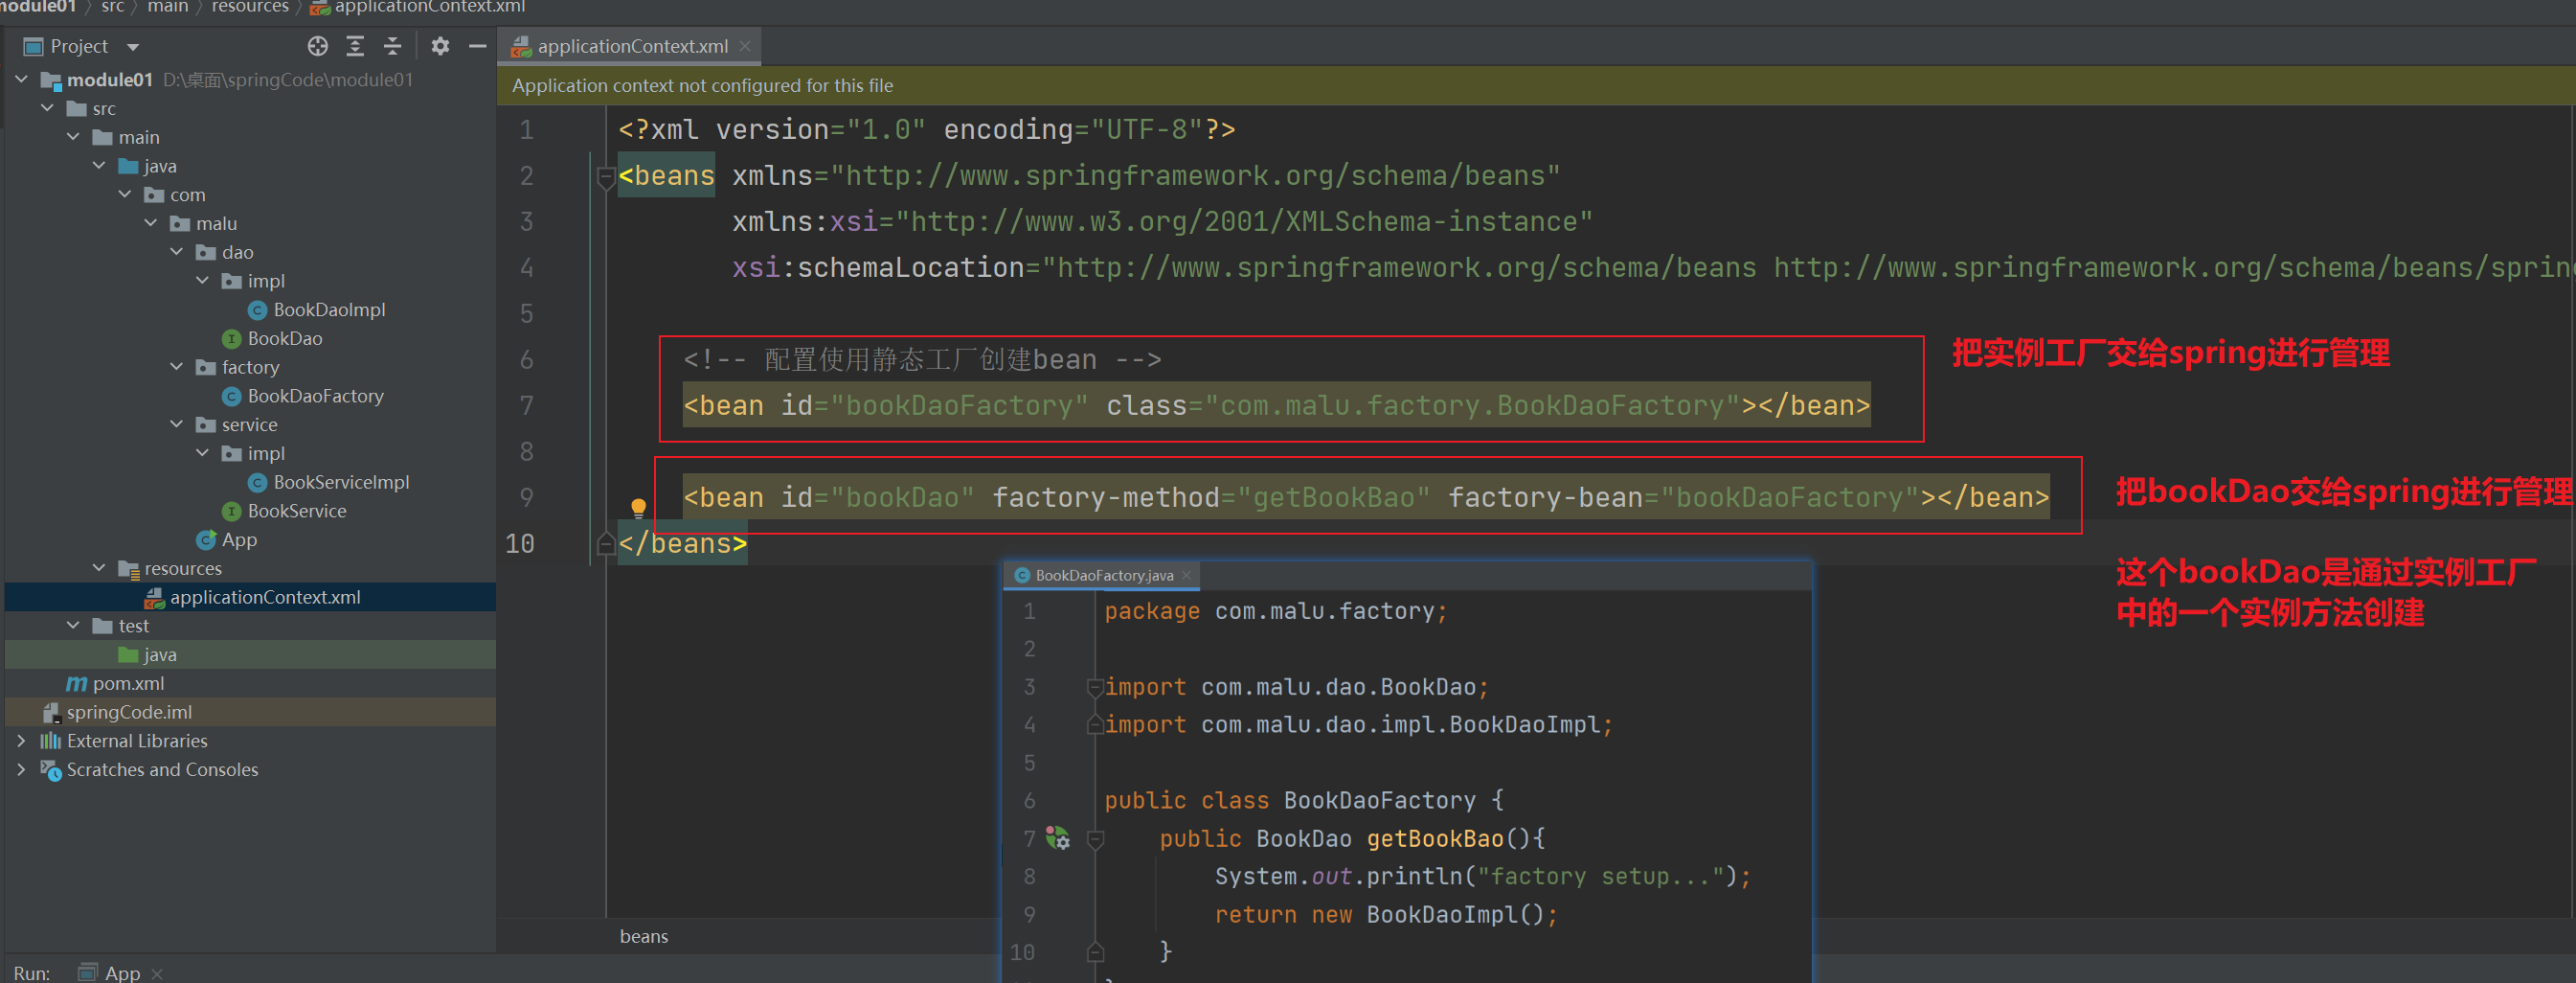 module01 > src > main > resources > applicationContext.xml
Project
module01 D:\桌面\springCode\module01
src
main
java
com
malu
dao
impl
BookDaoImpl
BookDao
factory
BookDaoFactory
service
impl
BookServiceImpl
BookService
App
resources
applicationContext.xml
test
java
pom.xml
springCode.iml
External Libraries
Scratches and Consoles
applicationContext.xml
Application context not configured for this file
1 <?xml version="1.0" encoding="UTF-8"?>
2 <beans xmlns="http://www.springframework.org/schema/beans"
3 xmlns:xsi="http://www.w3.org/2001/XMLSchema-instance"
4 xsi:schemaLocation="http://www.springframework.org/schema/beans http://www.springframework.org/schema/beans/spring
5
6 <!-- 配置使用静态工厂创建bean -->
7 <bean id="bookDaoFactory" class="com.malu.factory.BookDaoFactory"></bean>
8
9 <bean id="bookDao" factory-method="getBookBao" factory-bean="bookDaoFactory"></bean>
10 </beans>
把实例工厂交给spring进行管理
把bookDao交给spring进行管理
这个bookDao是通过实例工厂
中的一个实例方法创建
BookDaoFactory.java
1 package com.malu.factory;
2
3 import com.malu.dao.BookDao;
4 import com.malu.dao.impl.BookDaoImpl;
5
6 public class BookDaoFactory {
7 public BookDao getBookBao(){
8 System.out.println("factory setup...");
9 return new BookDaoImpl();
10 }
beans
Run: App